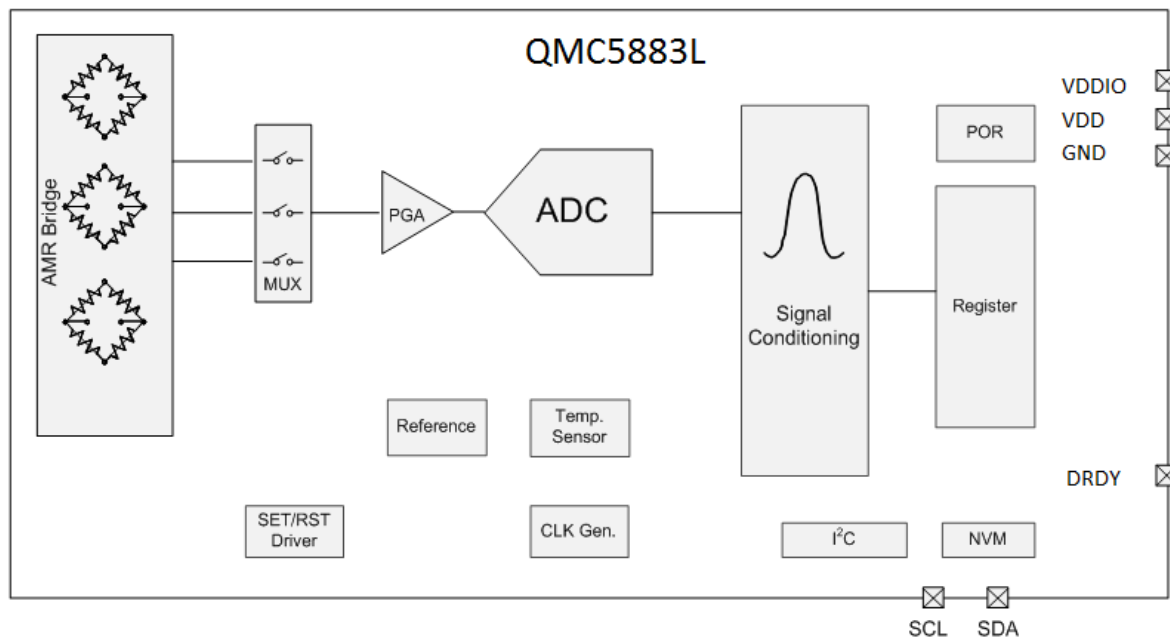 QMC5883L
VDDIO
VDD
GND
POR
AMR Bridge
MUX
PGA
ADC
Signal
Conditioning
Register
Reference
Temp.
Sensor
DRDY
SET/RST
Driver
CLK Gen.
I²C
NVM
SCL
SDA